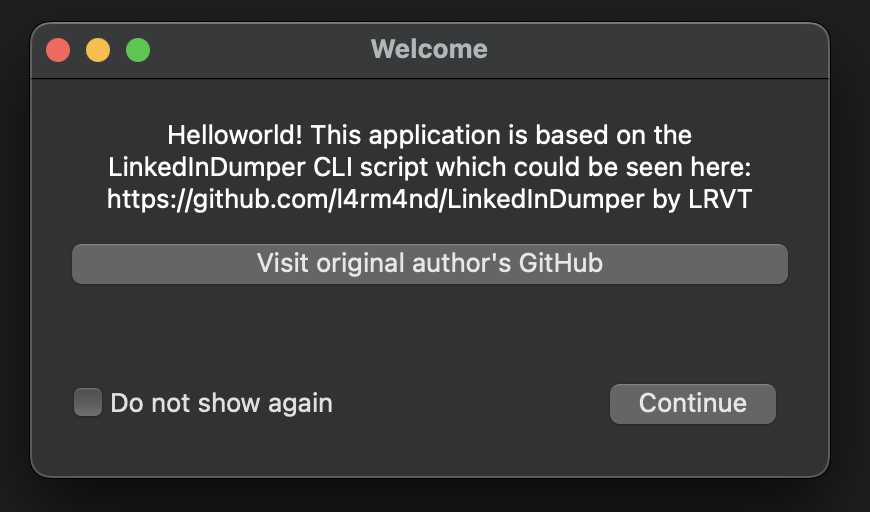 Welcome
Helloworld! This application is based on the
LinkedInDumper CLI script which could be seen here:
https://github.com/l4rm4nd/LinkedInDumper by LRVT
Visit original author's GitHub
Do not show again
Continue